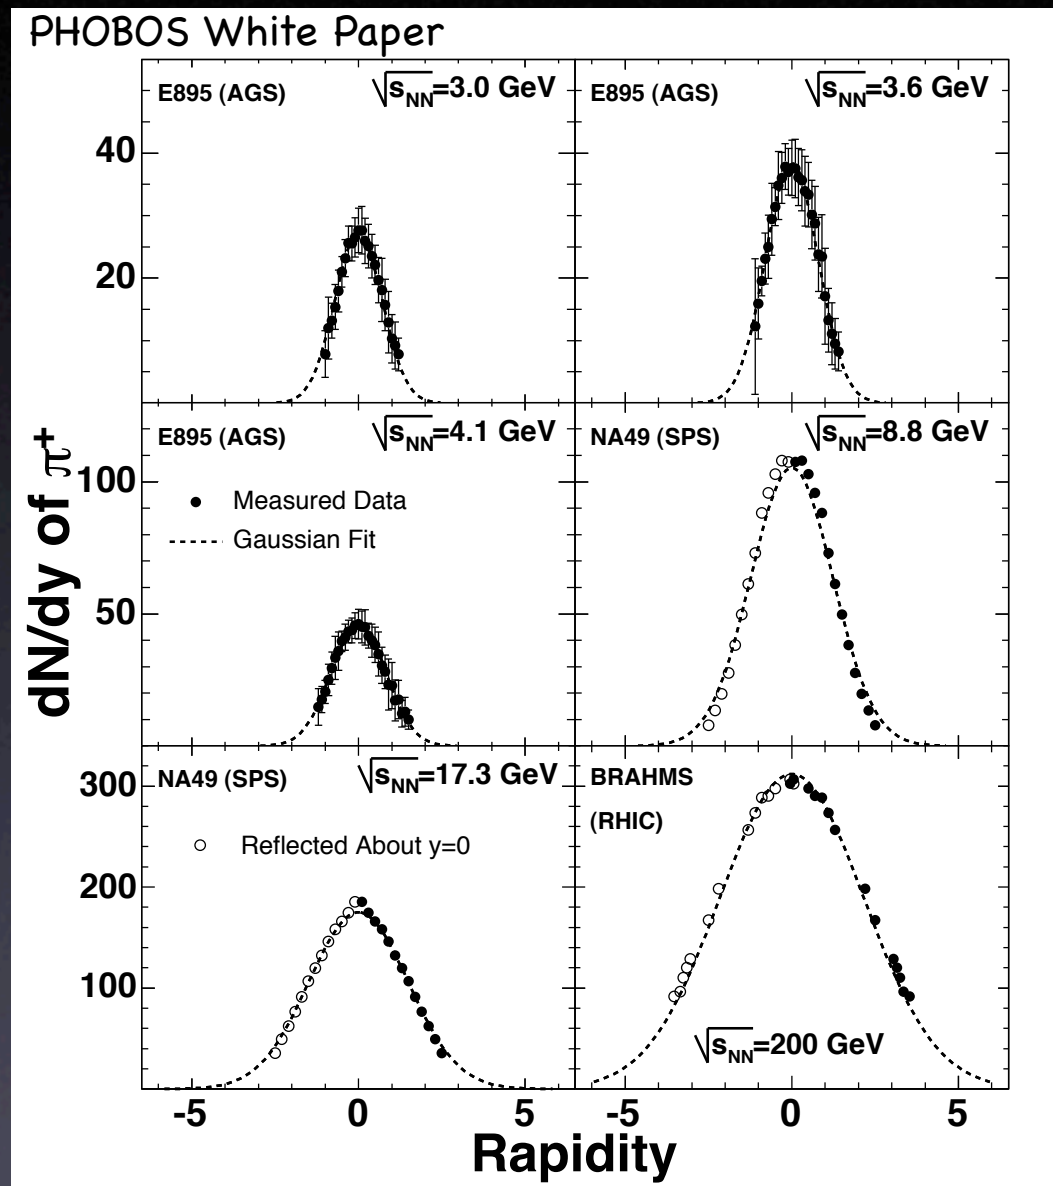 PHOBOS White Paper
E895 (AGS) √sNN=3.0 GeV
E895 (AGS) √sNN=3.6 GeV
40
20
E895 (AGS) √sNN=4.1 GeV
NA49 (SPS) √sNN=8.8 GeV
Measured Data
Gaussian Fit
100
50
dN/dy of π+
NA49 (SPS) √sNN=17.3 GeV
Reflected About y=0
BRAHMS
(RHIC)
√sNN=200 GeV
300
200
100
-5 0 5 -5 0 5
Rapidity